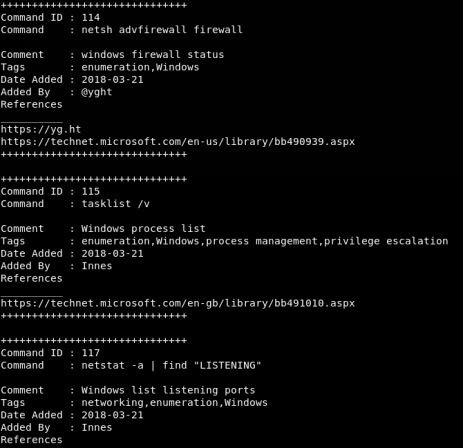 ++++++++++++++++++++++++++++++
Command ID : 114
Command    : netsh advfirewall firewall
Comment    : windows firewall status
Tags       : enumeration,Windows
Date Added : 2018-03-21
Added By   : @yght
References
__________
https://yg.ht
https://technet.microsoft.com/en-us/library/bb490939.aspx
++++++++++++++++++++++++++++++
++++++++++++++++++++++++++++++
Command ID : 115
Command    : tasklist /v
Comment    : Windows process list
Tags       : enumeration,Windows,process management,privilege escalation
Date Added : 2018-03-21
Added By   : Innes
References
__________
https://technet.microsoft.com/en-gb/library/bb491010.aspx
++++++++++++++++++++++++++++++
++++++++++++++++++++++++++++++
Command ID : 117
Command    : netstat -a | find "LISTENING"
Comment    : Windows list listening ports
Tags       : networking,enumeration,Windows
Date Added : 2018-03-21
Added By   : Innes
References